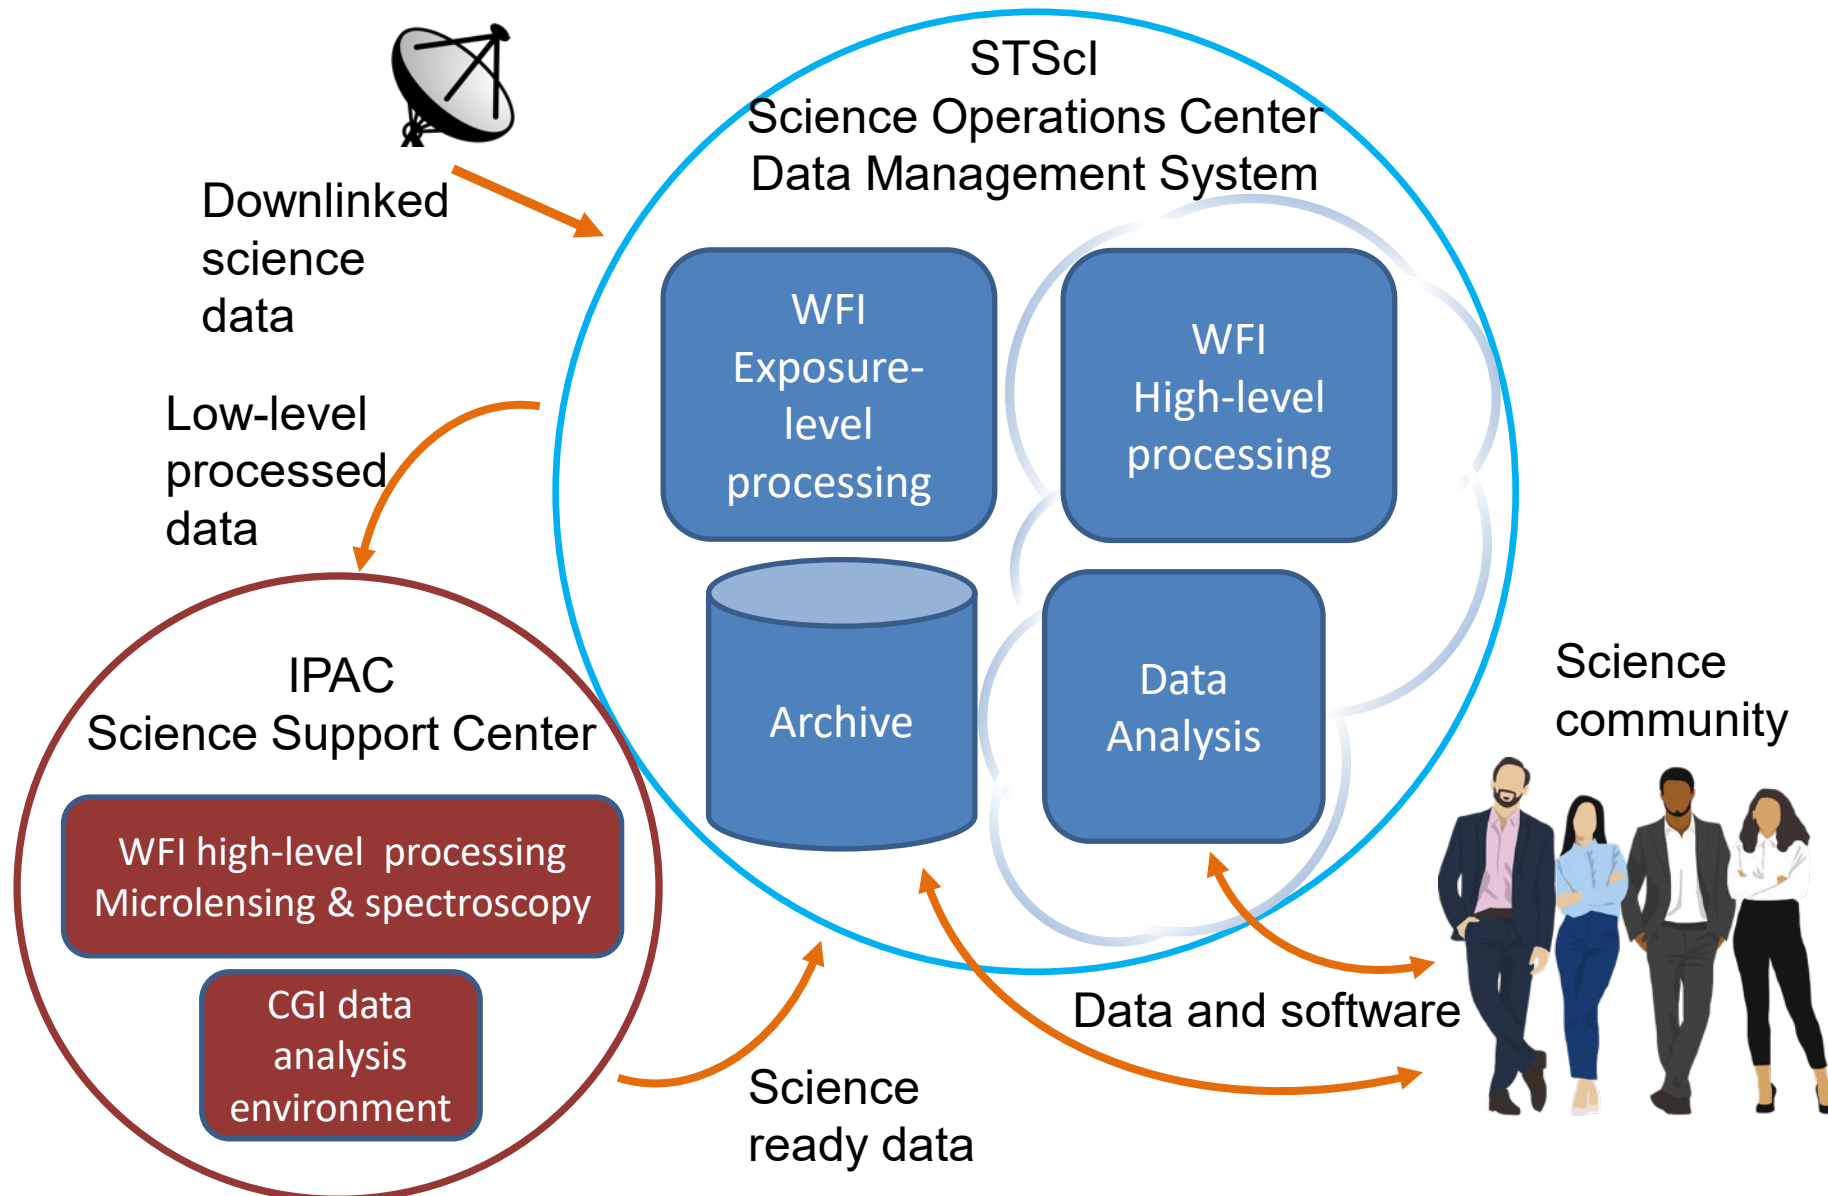 STScI
Science Operations Center
Data Management System
Downlinked
science
data
WFI
Exposure-
level
processing
WFI
High-level
processing
Low-level
processed
data
Archive
Data
Analysis
Science
community
IPAC
Science Support Center
WFI high-level processing
Microlensing & spectroscopy
CGI data
analysis
environment
Data and software
Science
ready data